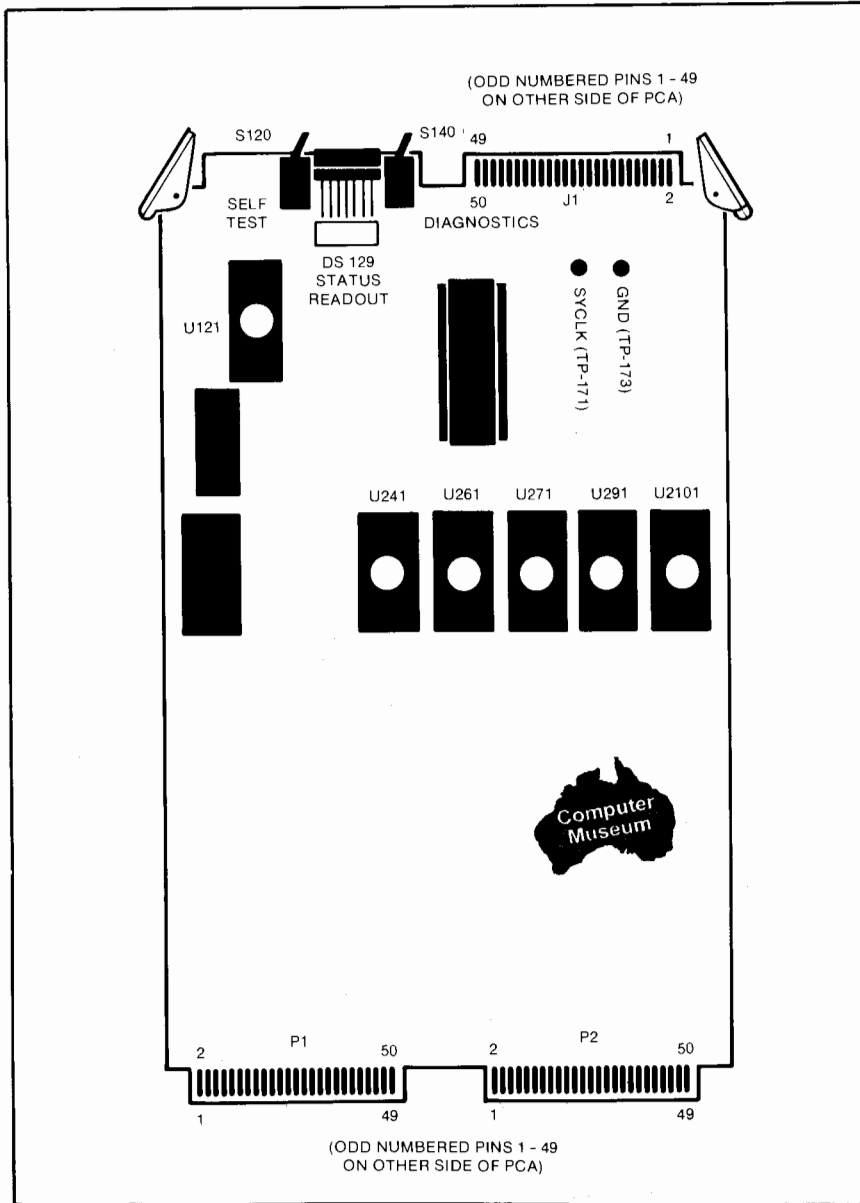 (ODD NUMBERED PINS 1 - 49
ON OTHER SIDE OF PCA)
S120
S140
49
1
50
J1
2
SELF
TEST
DIAGNOSTICS
DS 129
STATUS
READOUT
U121
SYCLK (TP-171)
GND (TP-173)
U241
U261
U271
U291
U2101
Computer
Museum
2
P1
50
2
P2
50
1
49
1
49
(ODD NUMBERED PINS 1 - 49
ON OTHER SIDE OF PCA)